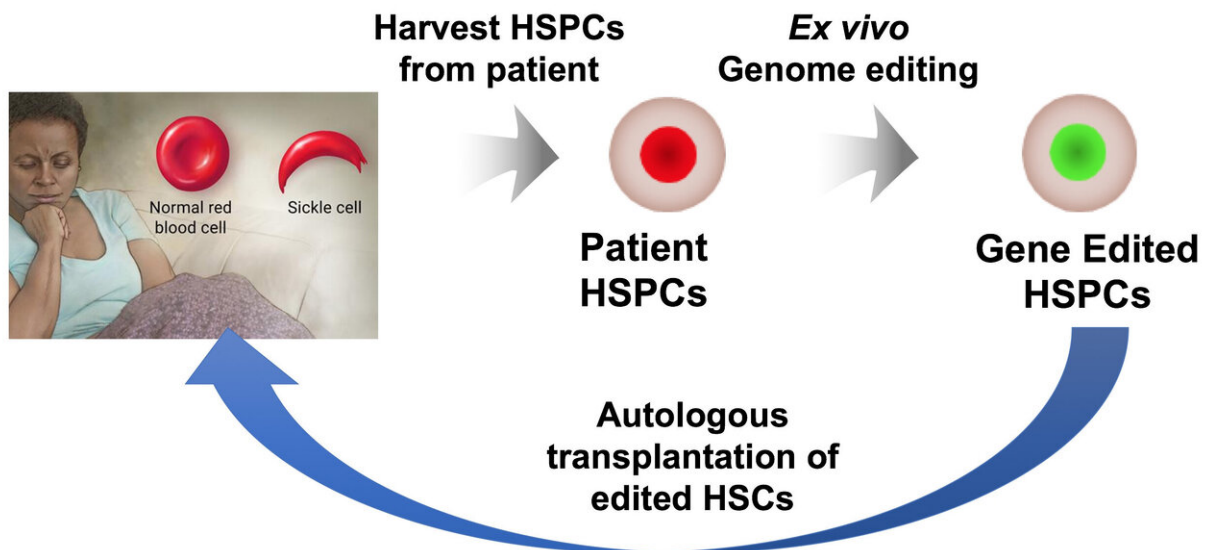 Harvest HSPCs
from patient
Ex vivo
Genome editing
Normal red
blood cell
Sickle cell
Patient
HSPCs
Gene Edited
HSPCs
Autologous
transplantation of
edited HSCs